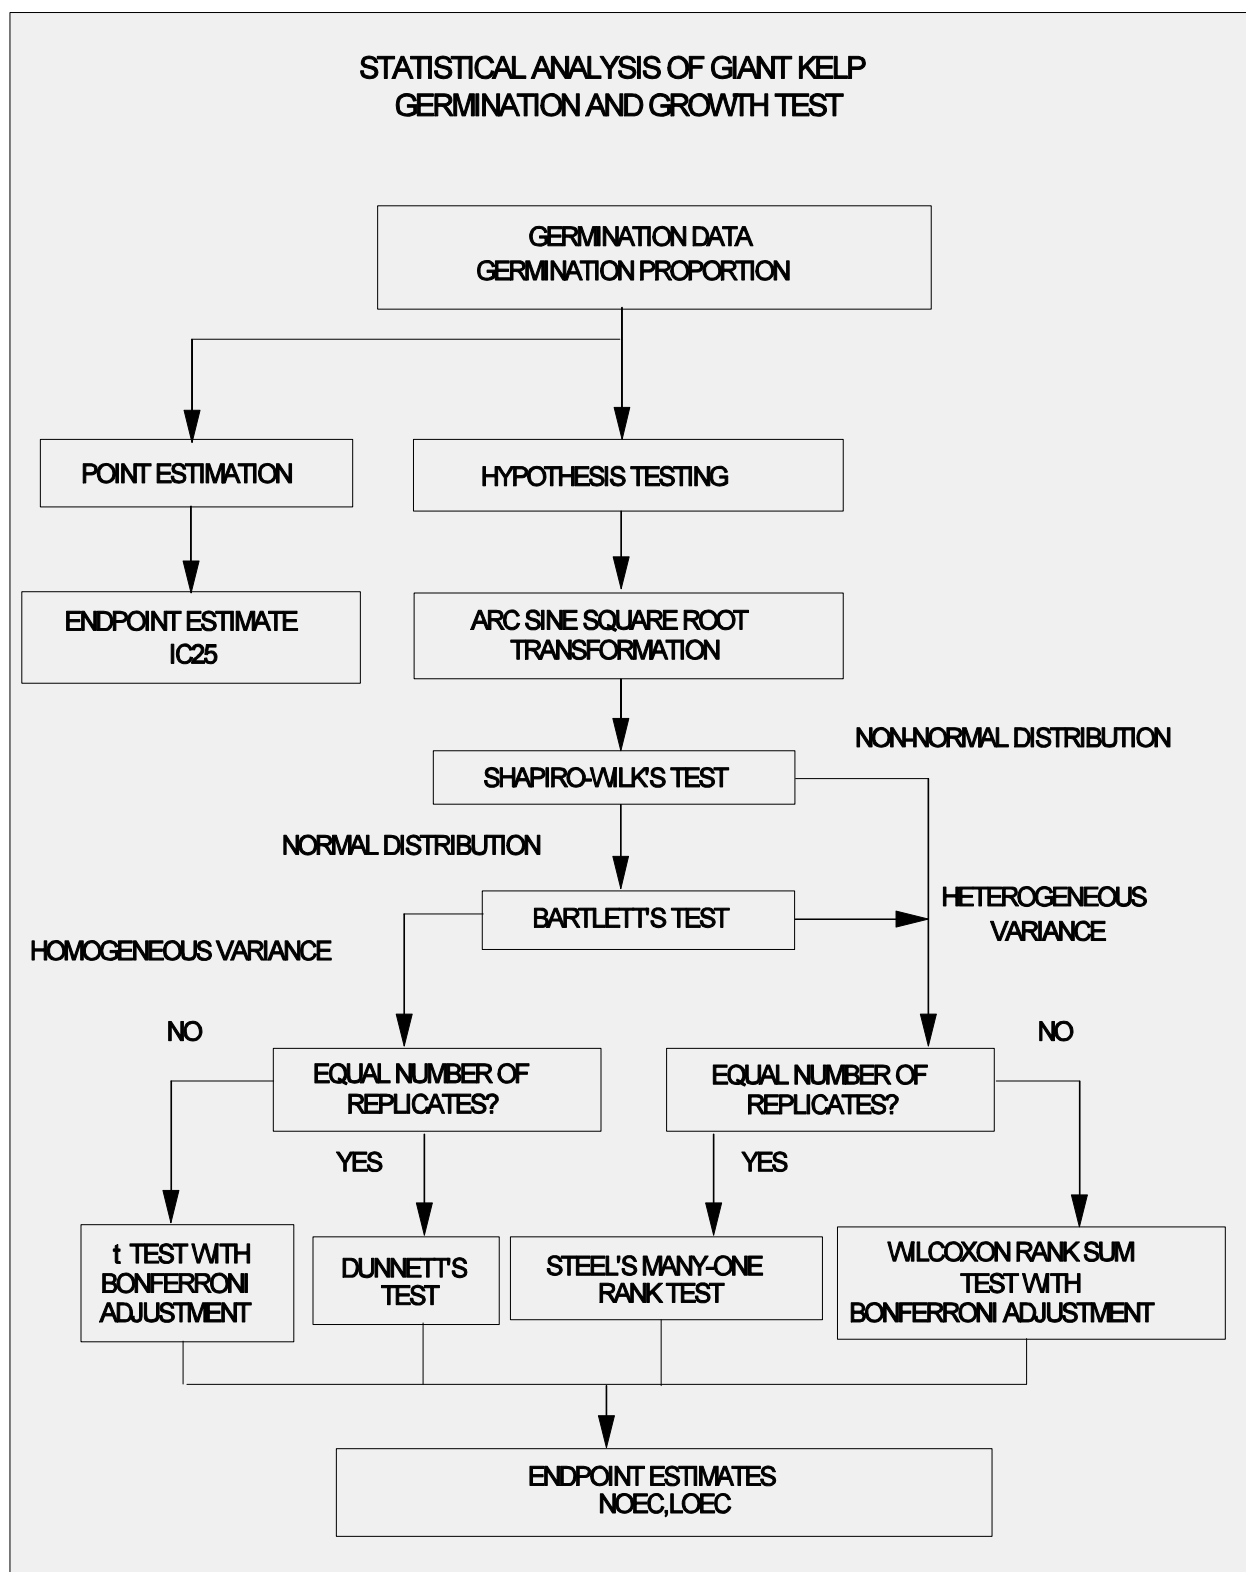 STATISTICAL ANALYSIS OF GIANT KELP
GERMINATION AND GROWTH TEST
GERMINATION DATA
GERMINATION PROPORTION
POINT ESTIMATION
HYPOTHESIS TESTING
ENDPOINT ESTIMATE
IC25
ARC SINE SQUARE ROOT
TRANSFORMATION
NON-NORMAL DISTRIBUTION
SHAPIRO-WILK'S TEST
NORMAL DISTRIBUTION
BARTLETT'S TEST
HETEROGENEOUS
VARIANCE
HOMOGENEOUS VARIANCE
NO
NO
EQUAL NUMBER OF
REPLICATES?
EQUAL NUMBER OF
REPLICATES?
YES
YES
t TEST WITH
BONFERRONI
ADJUSTMENT
DUNNETT'S
TEST
STEEL'S MANY-ONE
RANK TEST
WILCOXON RANK SUM
TEST WITH
BONFERRONI ADJUSTMENT
ENDPOINT ESTIMATES
NOEC,LOEC